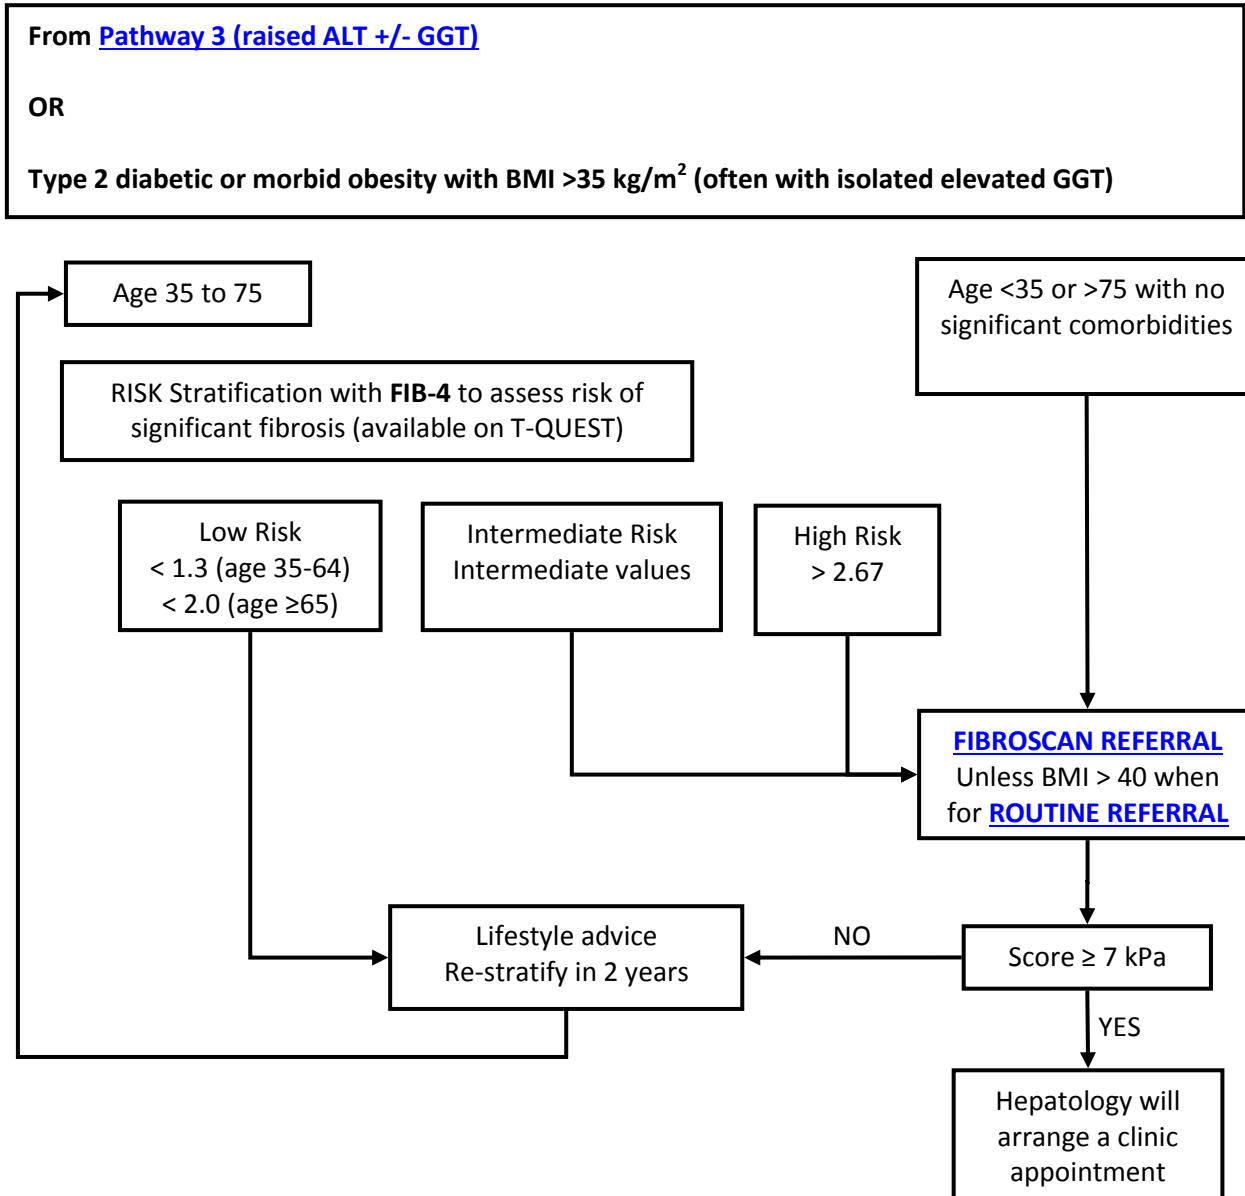 From Pathway 3 (raised ALT +/- GGT)
OR
Type 2 diabetic or morbid obesity with BMI >35 kg/m² (often with isolated elevated GGT)
Age 35 to 75
Age <35 or >75 with no
significant comorbidities
RISK Stratification with FIB-4 to assess risk of
significant fibrosis (available on T-QUEST)
Low Risk
< 1.3 (age 35-64)
< 2.0 (age ≥65)
Intermediate Risk
Intermediate values
High Risk
> 2.67
FIBROSCAN REFERRAL
Unless BMI > 40 when
for ROUTINE REFERRAL
Lifestyle advice
Re-stratify in 2 years
NO
Score ≥ 7 kPa
YES
Hepatology will
arrange a clinic
appointment